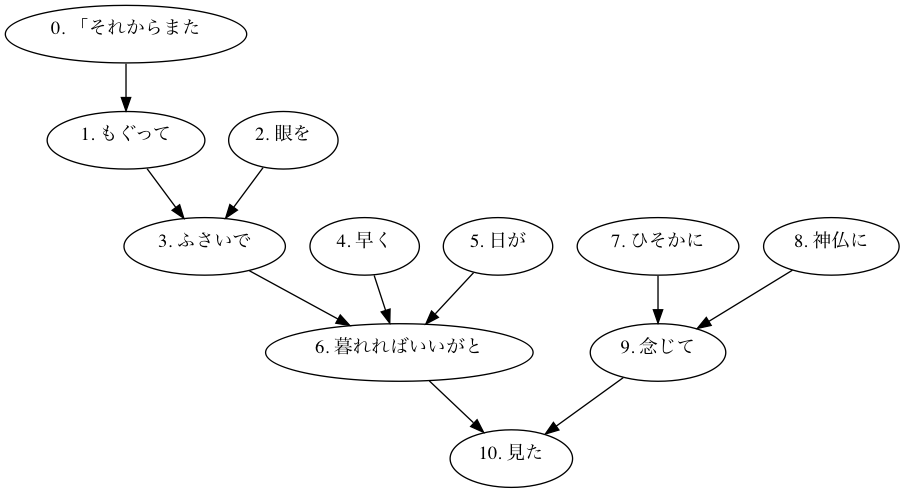 0. 「それからまた
1. もぐって
2. 眼を
3. ふさいで
4. 早く
5. 日が
7. ひそかに
8. 神仏に
6. 暮れればいいがと
9. 念じて
10. 見た